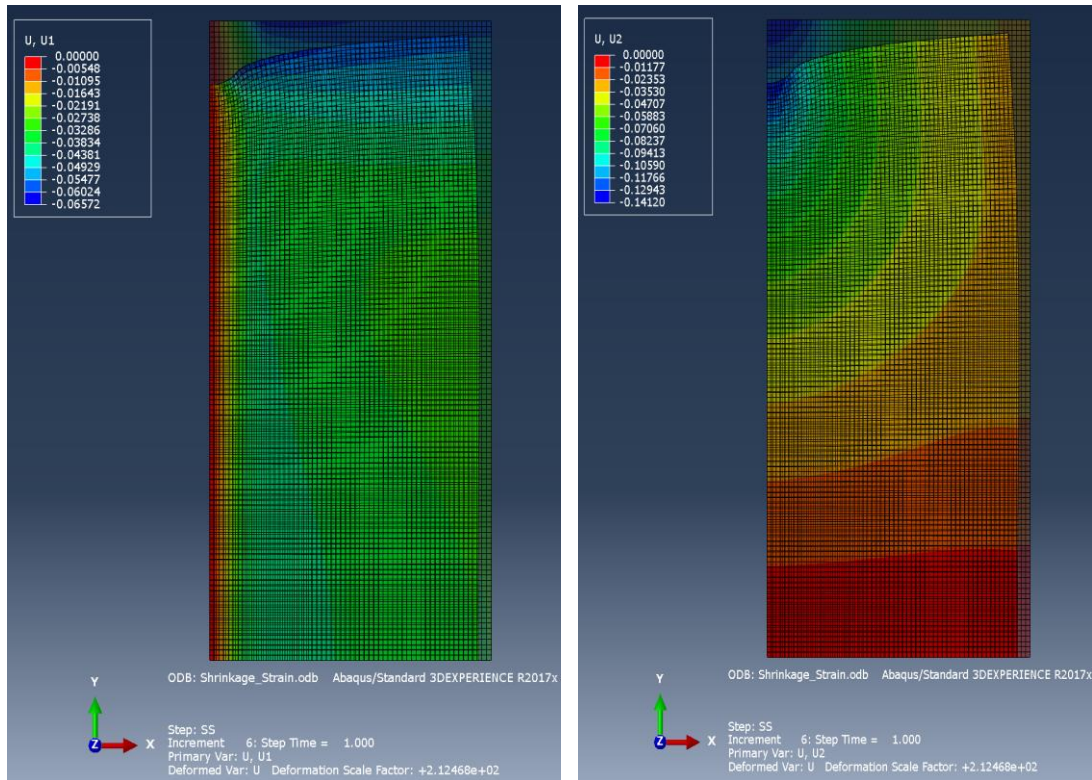 U, U1
0.00000
-0.00548
-0.01095
-0.01643
-0.02191
-0.02738
-0.03286
-0.03834
-0.04381
-0.04929
-0.05477
-0.06024
-0.06572
ODB: Shrinkage_Strain.odb Abaqus/Standard 3DEXPERIENCE R2017x
Y
Z
X
Step: SS
Increment 6: Step Time = 1.000
Primary Var: U, U1
Deformed Var: U Deformation Scale Factor: +2.12468e+02
U, U2
0.00000
-0.01177
-0.02353
-0.03530
-0.04707
-0.05883
-0.07060
-0.08237
-0.09413
-0.10590
-0.11766
-0.12943
-0.14120
ODB: Shrinkage_Strain.odb Abaqus/Standard 3DEXPERIENCE R2017x
Y
Z
X
Step: SS
Increment 6: Step Time = 1.000
Primary Var: U, U2
Deformed Var: U Deformation Scale Factor: +2.12468e+02